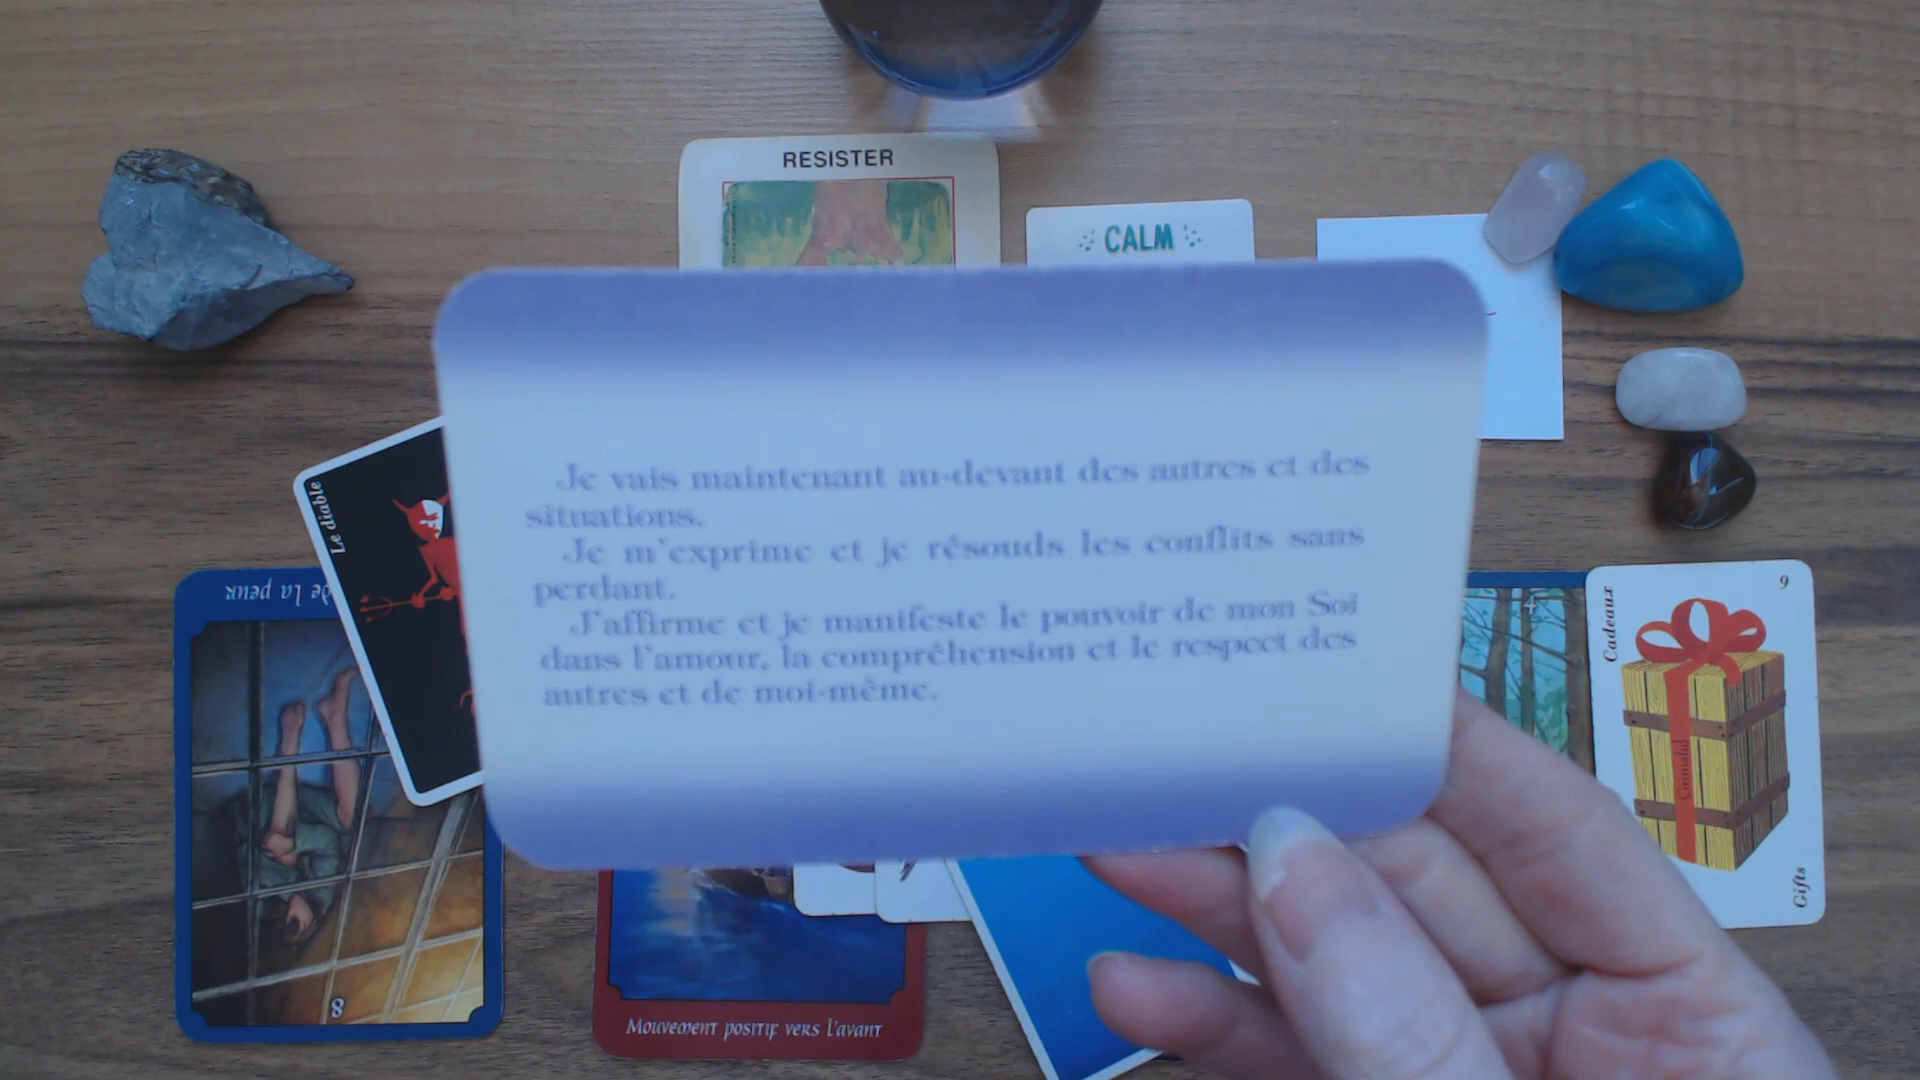 RESISTER
CALM
Le diable
de la peur
Je vais maintenant au-devant des autres et des
situations.
Je m'exprime et je résouds les conflits sans
perdant.
J'affirme et je manifeste le pouvoir de mon Soi
dans l'amour, la compréhension et le respect des
autres et de moi-même.
4
Cadeaux
9
Grimalid
Gifts
8
Mouvement positif vers l'avant